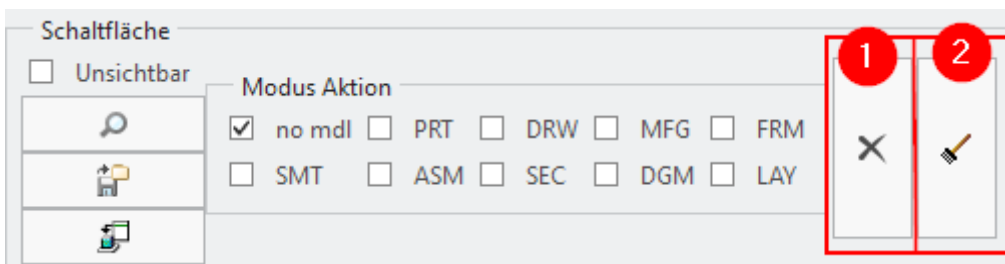 Schaltfläche
Unsichtbar
Modus Aktion
no mdl PRT DRW MFG FRM
SMT ASM SEC DGM LAY
1 2